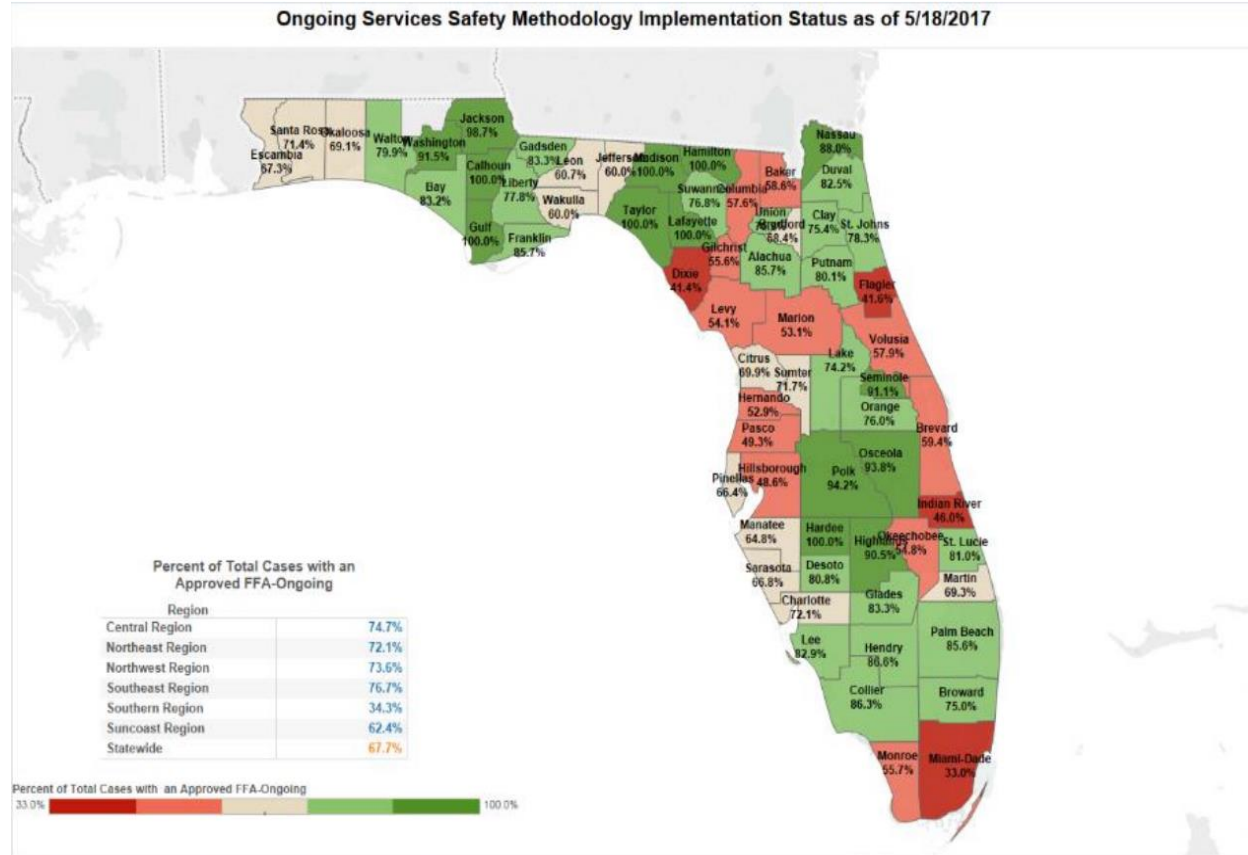 Ongoing Services Safety Methodology Implementation Status as of 5/18/2017
Escambia
67.3%
Santa Rosa
71.4%
Okaloosa
69.1%
Walton
79.9%
Washington
91.5%
Jackson
98.7%
Bay
83.2%
Calhoun
100.0%
Gulf
100.0%
Gadsden
83.3%
Liberty
77.8%
Franklin
85.7%
Leon
60.7%
Wakulla
60.0%
Jefferson
60.0%
Madison
100.0%
Taylor
100.0%
Hamilton
100.0%
Suwannee
76.8%
Lafayette
100.0%
Dixie
41.4%
Columbia
57.6%
Gilchrist
55.6%
Baker
58.6%
Union
Bradford
68.4%
Alachua
85.7%
Nassau
88.0%
Duval
82.5%
Clay
75.4%
St. Johns
78.3%
Putnam
80.1%
Flagler
41.6%
Levy
54.1%
Marion
53.1%
Volusia
57.9%
Citrus
69.9%
Sumter
71.7%
Lake
74.2%
Seminole
91.1%
Hernando
52.9%
Orange
76.0%
Pasco
49.3%
Brevard
59.4%
Pinellas
66.4%
Hillsborough
48.6%
Polk
94.2%
Osceola
93.8%
Indian River
46.0%
Manatee
64.8%
Hardee
100.0%
Highlands
90.5%
Okeechobee
54.8%
St. Lucie
81.0%
Sarasota
66.8%
Desoto
80.8%
Martin
69.3%
Charlotte
72.1%
Glades
83.3%
Lee
82.9%
Hendry
86.6%
Palm Beach
85.6%
Collier
86.3%
Broward
75.0%
Monroe
55.7%
Miami-Dade
33.0%
Percent of Total Cases with an
Approved FFA-Ongoing
Region
Central Region 74.7%
Northeast Region 72.1%
Northwest Region 73.6%
Southeast Region 76.7%
Southern Region 34.3%
Suncoast Region 62.4%
Statewide 67.7%
Percent of Total Cases with an Approved FFA-Ongoing
33.0% 100.0%